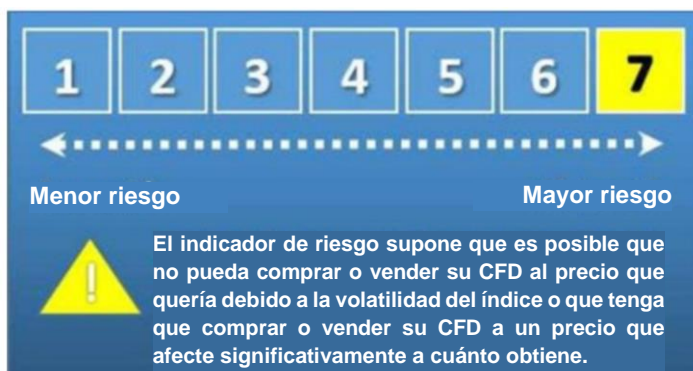 1 2 3 4 5 6 7
Menor riesgo Mayor riesgo
!
El indicador de riesgo supone que es posible que
no pueda comprar o vender su CFD al precio que
quería debido a la volatilidad del índice o que tenga
que comprar o vender su CFD a un precio que
afecte significativamente a cuánto obtiene.